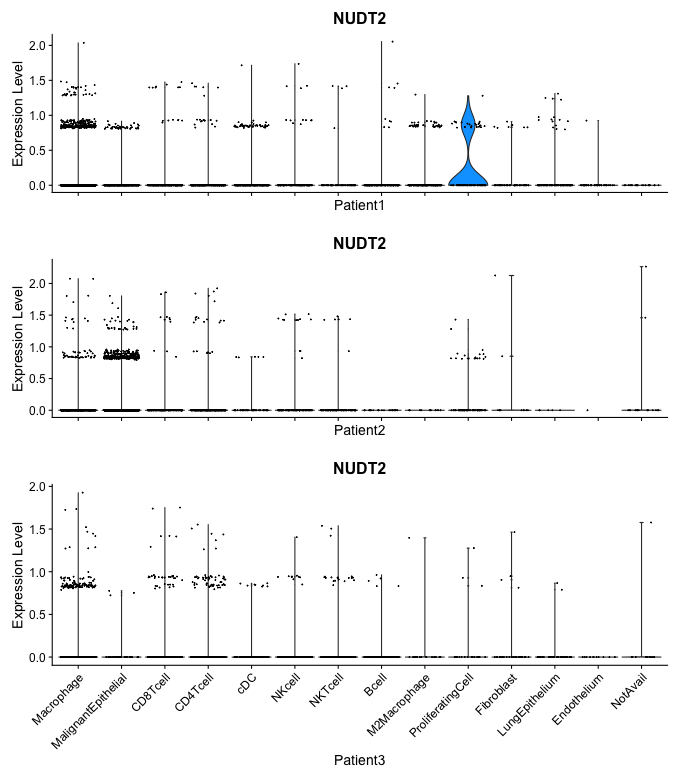 NUDT2
Expression Level
2.0
1.5
1.0
0.5
0.0
Patient1
NUDT2
Expression Level
2.0
1.5
1.0
0.5
0.0
Patient2
NUDT2
Expression Level
2.0
1.5
1.0
0.5
0.0
Macrophage
MalignantEpithelial
CD8Tcell
CD4Tcell
cDC
NKcell
NKTcell
Bcell
M2Macrophage
ProliferatingCell
Fibroblast
LungEpithelium
Endothelium
NotAvail
Patient3